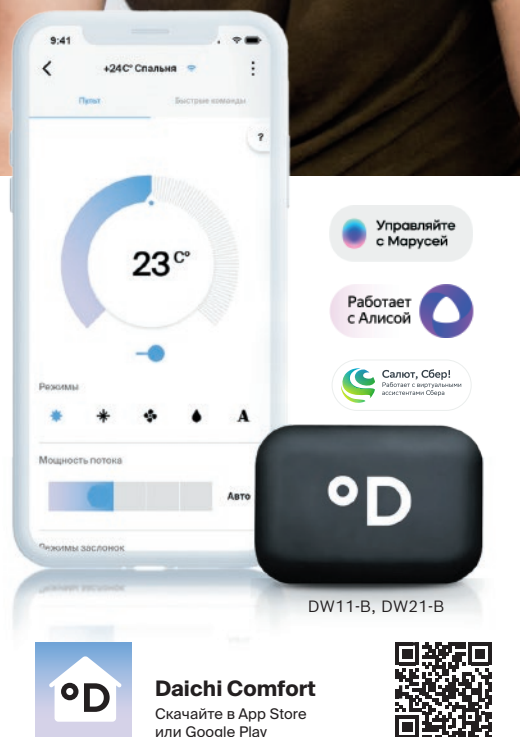 9:41
+24C° Спальня
Пульт
Быстрые команды
?
23 C°
Режимы
A
Мощность потока
Авто
Режимы заслонок
Управляйте
с Марусей
Работает
с Алисой
Салют, Сбер!
Работает с виртуальными
ассистентами Сбера
°D
DW11-B, DW21-B
°D
Daichi Comfort
Скачайте в App Store
или Google Play